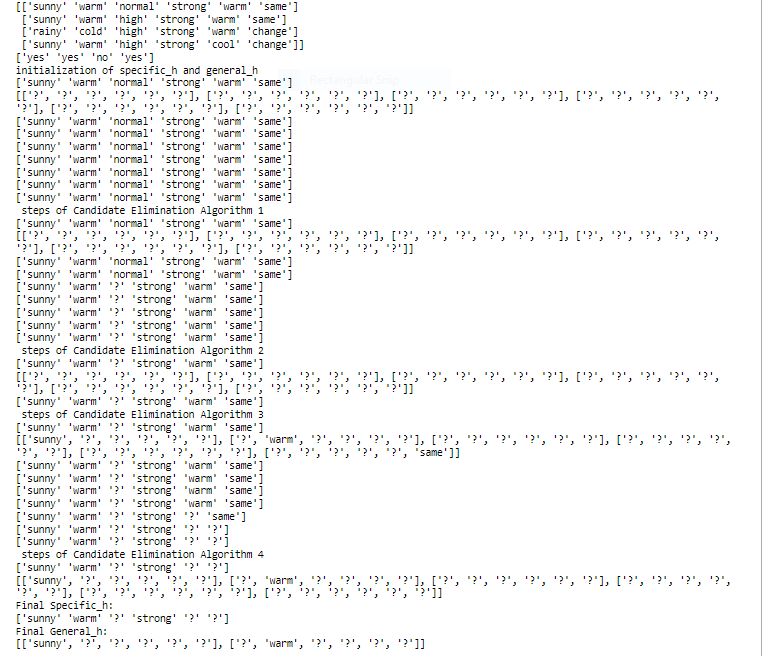 [['sunny' 'warm' 'normal' 'strong' 'warm' 'same']
['sunny' 'warm' 'high' 'strong' 'warm' 'same']
['rainy' 'cold' 'high' 'strong' 'warm' 'change']
['sunny' 'warm' 'high' 'strong' 'cool' 'change']]
['yes' 'yes' 'no' 'yes']
initialization of specific_h and general_h
['sunny' 'warm' 'normal' 'strong' 'warm' 'same']
[['?', '?', '?', '?', '?', '?'], ['?', '?', '?', '?', '?', '?'], ['?', '?', '?', '?', '?', '?'], ['?', '?', '?', '?', '?',
'?'], ['?', '?', '?', '?', '?', '?'], ['?', '?', '?', '?', '?', '?']]
['sunny' 'warm' 'normal' 'strong' 'warm' 'same']
['sunny' 'warm' 'normal' 'strong' 'warm' 'same']
['sunny' 'warm' 'normal' 'strong' 'warm' 'same']
['sunny' 'warm' 'normal' 'strong' 'warm' 'same']
['sunny' 'warm' 'normal' 'strong' 'warm' 'same']
['sunny' 'warm' 'normal' 'strong' 'warm' 'same']
['sunny' 'warm' 'normal' 'strong' 'warm' 'same']
steps of Candidate Elimination Algorithm 1
['sunny' 'warm' 'normal' 'strong' 'warm' 'same']
[['?', '?', '?', '?', '?', '?'], ['?', '?', '?', '?', '?', '?'], ['?', '?', '?', '?', '?', '?'], ['?', '?', '?', '?', '?',
'?'], ['?', '?', '?', '?', '?', '?'], ['?', '?', '?', '?', '?', '?']]
['sunny' 'warm' 'normal' 'strong' 'warm' 'same']
['sunny' 'warm' 'normal' 'strong' 'warm' 'same']
['sunny' 'warm' '?' 'strong' 'warm' 'same']
['sunny' 'warm' '?' 'strong' 'warm' 'same']
['sunny' 'warm' '?' 'strong' 'warm' 'same']
['sunny' 'warm' '?' 'strong' 'warm' 'same']
['sunny' 'warm' '?' 'strong' 'warm' 'same']
steps of Candidate Elimination Algorithm 2
['sunny' 'warm' '?' 'strong' 'warm' 'same']
[['?', '?', '?', '?', '?', '?'], ['?', '?', '?', '?', '?', '?'], ['?', '?', '?', '?', '?', '?'], ['?', '?', '?', '?', '?',
'?'], ['?', '?', '?', '?', '?', '?'], ['?', '?', '?', '?', '?', '?']]
['sunny' 'warm' '?' 'strong' 'warm' 'same']
steps of Candidate Elimination Algorithm 3
['sunny' 'warm' '?' 'strong' 'warm' 'same']
[['sunny', '?', '?', '?', '?', '?'], ['?', 'warm', '?', '?', '?', '?'], ['?', '?', '?', '?', '?', '?'], ['?', '?', '?', '?',
'?', '?'], ['?', '?', '?', '?', '?', '?'], ['?', '?', '?', '?', '?', 'same']]
['sunny' 'warm' '?' 'strong' 'warm' 'same']
['sunny' 'warm' '?' 'strong' 'warm' 'same']
['sunny' 'warm' '?' 'strong' 'warm' 'same']
['sunny' 'warm' '?' 'strong' 'warm' 'same']
['sunny' 'warm' '?' 'strong' '?' 'same']
['sunny' 'warm' '?' 'strong' '?' '?']
['sunny' 'warm' '?' 'strong' '?' '?']
steps of Candidate Elimination Algorithm 4
['sunny' 'warm' '?' 'strong' '?' '?']
[['sunny', '?', '?', '?', '?', '?'], ['?', 'warm', '?', '?', '?', '?'], ['?', '?', '?', '?', '?', '?'], ['?', '?', '?', '?',
'?', '?'], ['?', '?', '?', '?', '?', '?'], ['?', '?', '?', '?', '?', '?']]
Final Specific_h:
['sunny' 'warm' '?' 'strong' '?' '?']
Final General_h:
[['sunny', '?', '?', '?', '?', '?'], ['?', 'warm', '?', '?', '?', '?']]